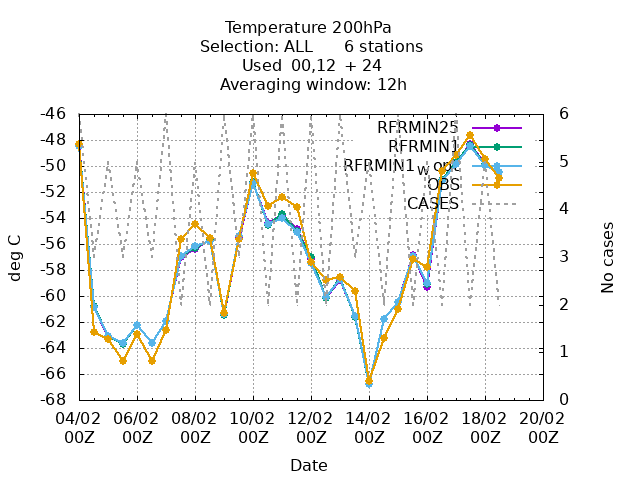 Temperature 200hPa
Selection: ALL 6 stations
Used 00,12 + 24
Averaging window: 12h
-46
-48
-50
-52
-54
-56
-58
-60
-62
-64
-66
-68
deg C
6
5
4
3
2
1
0
No cases
RFRMIN25
RFRMIN1
RFRMIN1w_opt
OBS
CASES
04/02 06/02 08/02 10/02 12/02 14/02 16/02 18/02 20/02
00Z 00Z 00Z 00Z 00Z 00Z 00Z 00Z 00Z
Date